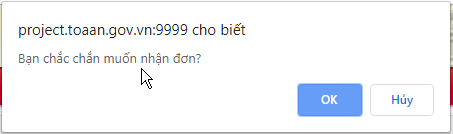 project.toaan.gov.vn:9999 cho biết
Bạn chắc chắn muốn nhận đơn?
OK
Hủy